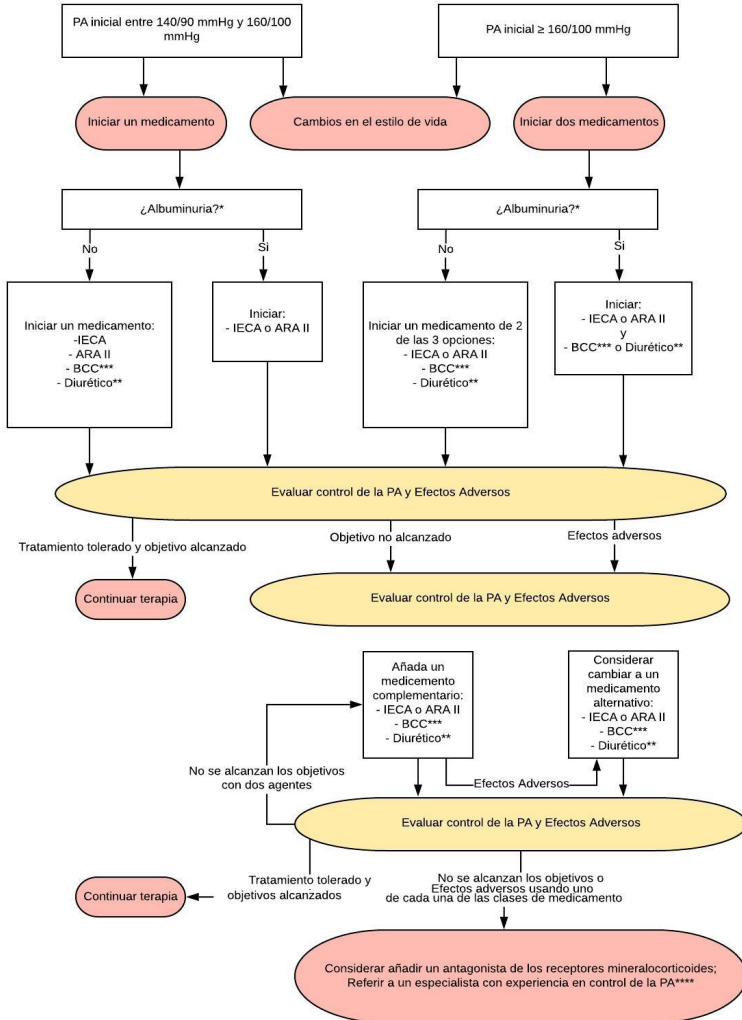 PA inicial entre 140/90 mmHg y 160/100
mmHg
PA inicial ≥ 160/100 mmHg
Iniciar un medicamento
Cambios en el estilo de vida
Iniciar dos medicamentos
¿Albuminuria?*
¿Albuminuria?*
No
Si
No
Si
Iniciar un medicamento:
-IECA
- ARA II
- BCC***
- Diurético**
Iniciar:
- IECA o ARA II
Iniciar un medicamento de 2
de las 3 opciones:
- IECA o ARA II
- BCC***
- Diurético**
Iniciar:
- IECA o ARA II
y
- BCC*** o Diurético**
Evaluar control de la PA y Efectos Adversos
Tratamiento tolerado y objetivo alcanzado
Objetivo no alcanzado
Efectos adversos
Continuar terapia
Evaluar control de la PA y Efectos Adversos
Añada un
medicemento
complementario:
- IECA o ARA II
- BCC***
- Diurético**
Considerar
cambiar a un
medicamento
alternativo:
- IECA o ARA II
- BCC***
- Diurético**
No se alcanzan los objetivos
con dos agentes
Efectos Adversos
Evaluar control de la PA y Efectos Adversos
Tratamiento tolerado y
objetivos alcanzados
Continuar terapia
No se alcanzan los objetivos o
Efectos adversos usando uno
de cada una de las clases de medicamento
Considerar añadir un antagonista de los receptores mineralocorticoides;
Referir a un especialista con experiencia en control de la PA****